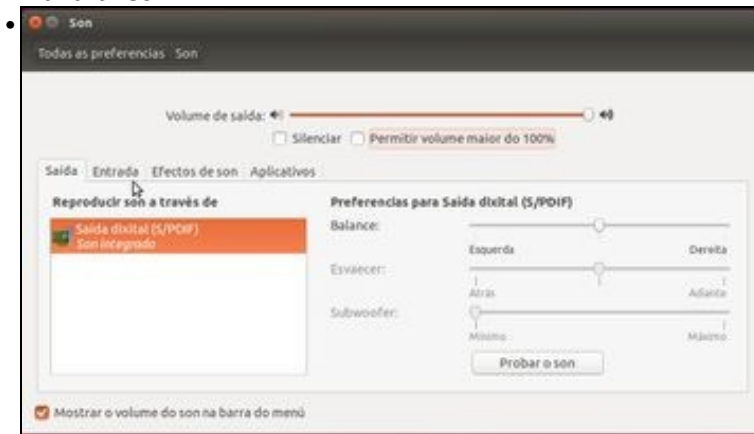 Son
Todas as preferencias Son
Volume de saída:
Silenciar Permitir volume maior do 100%
Saída Entrada Efectos de son Aplicativos
Reproducir son a través de
Saída dixital (S/PDIF)
Son integrado
Preferencias para Saída dixital (S/PDIF)
Balance:
Esquerda Dereita
Esvaecer:
Atrás Adiante
Subwoofer:
Mínimo Máximo
Probar o son
Mostrar o volume do son na barra do menú